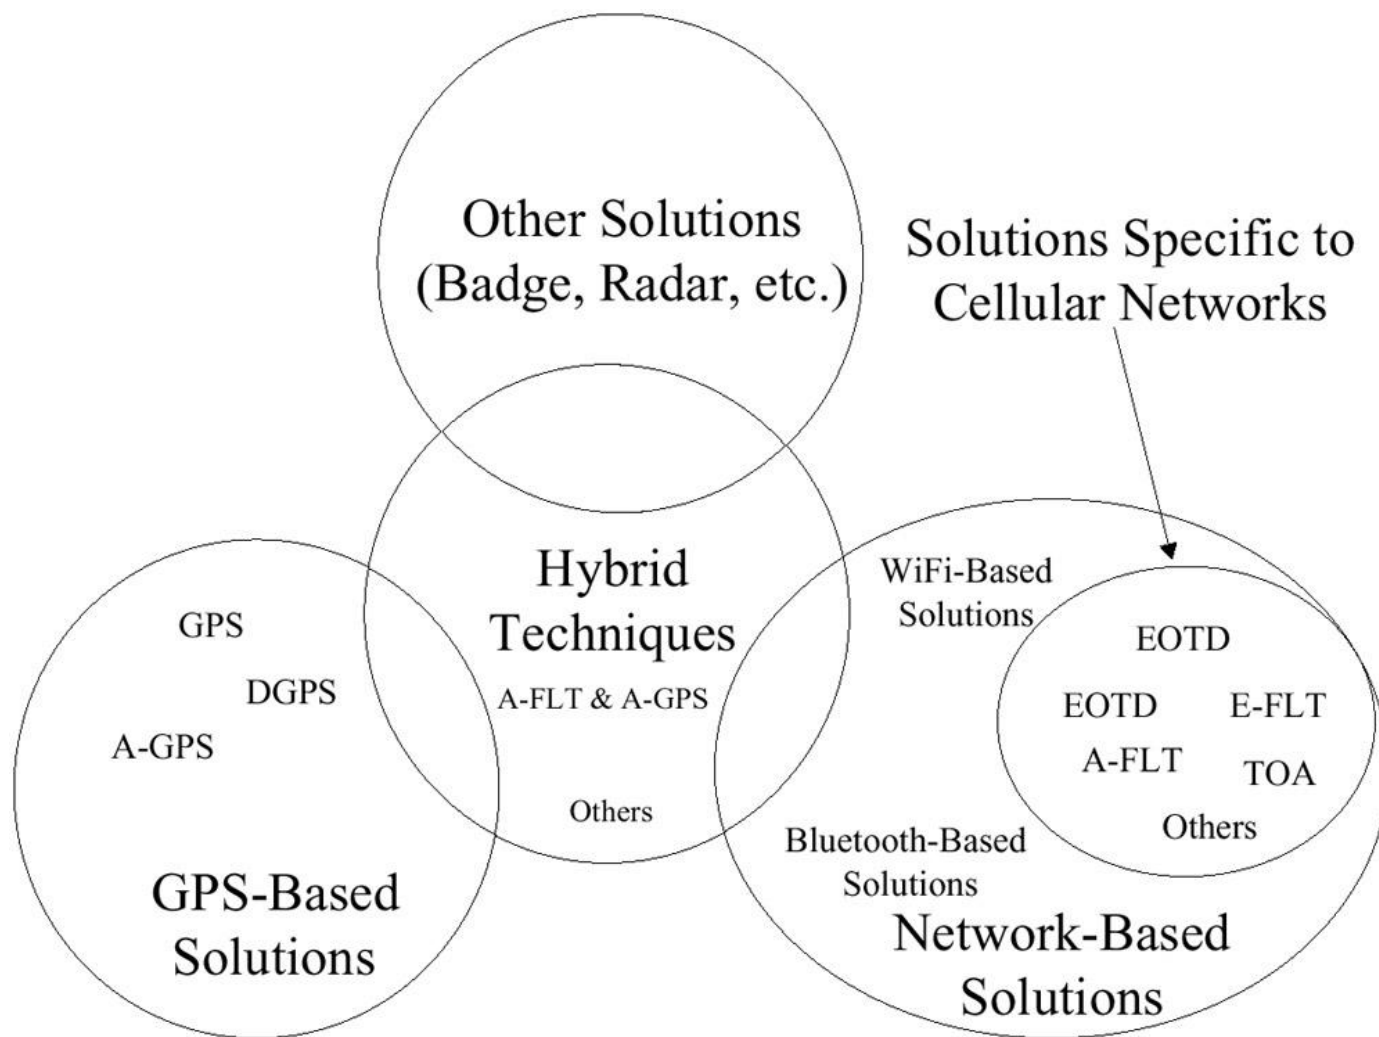 Other Solutions
(Badge, Radar, etc.)
Solutions Specific to
Cellular Networks
Hybrid
Techniques
A-FLT & A-GPS
Others
GPS
DGPS
A-GPS
GPS-Based
Solutions
WiFi-Based
Solutions
EOTD
EOTD
E-FLT
A-FLT
TOA
Others
Bluetooth-Based
Solutions
Network-Based
Solutions